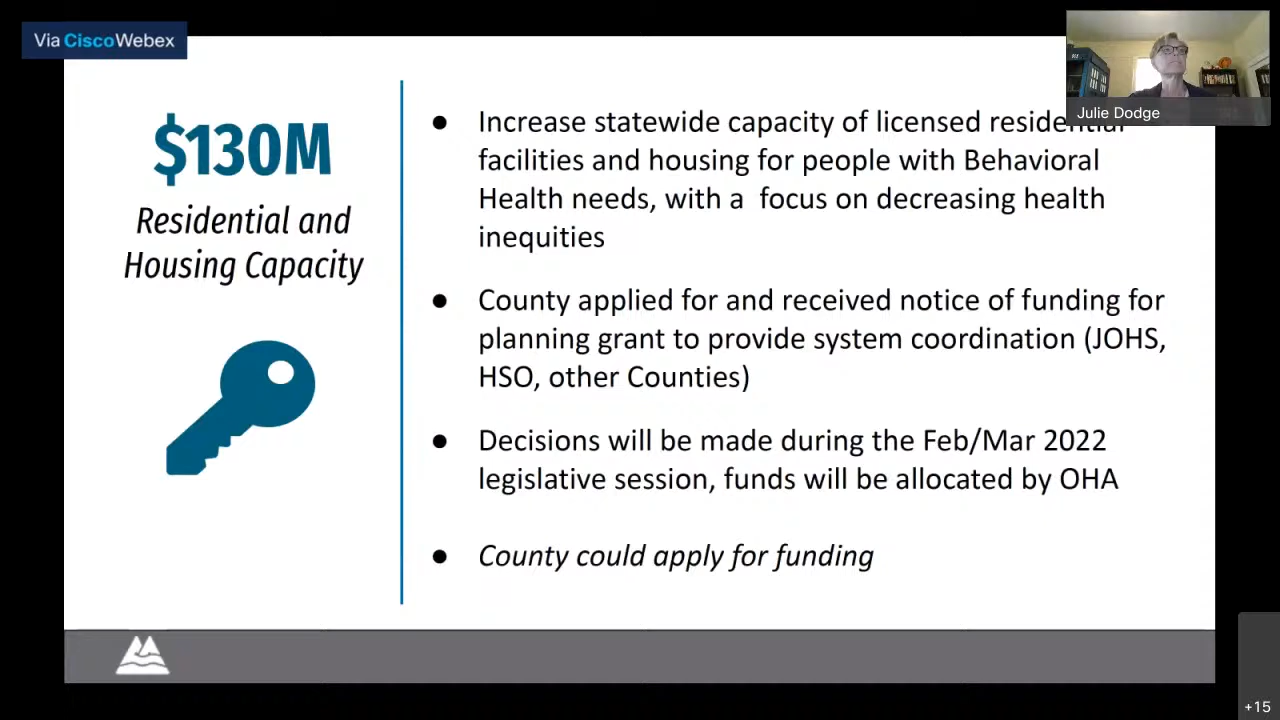 Via Cisco Webex
Julie Dodge
$130M
Residential and
Housing Capacity
● Increase statewide capacity of licensed residential
facilities and housing for people with Behavioral
Health needs, with a  focus on decreasing health
inequities
● County applied for and received notice of funding for
planning grant to provide system coordination (JOHS,
HSO, other Counties)
● Decisions will be made during the Feb/Mar 2022
legislative session, funds will be allocated by OHA
● County could apply for funding
+15